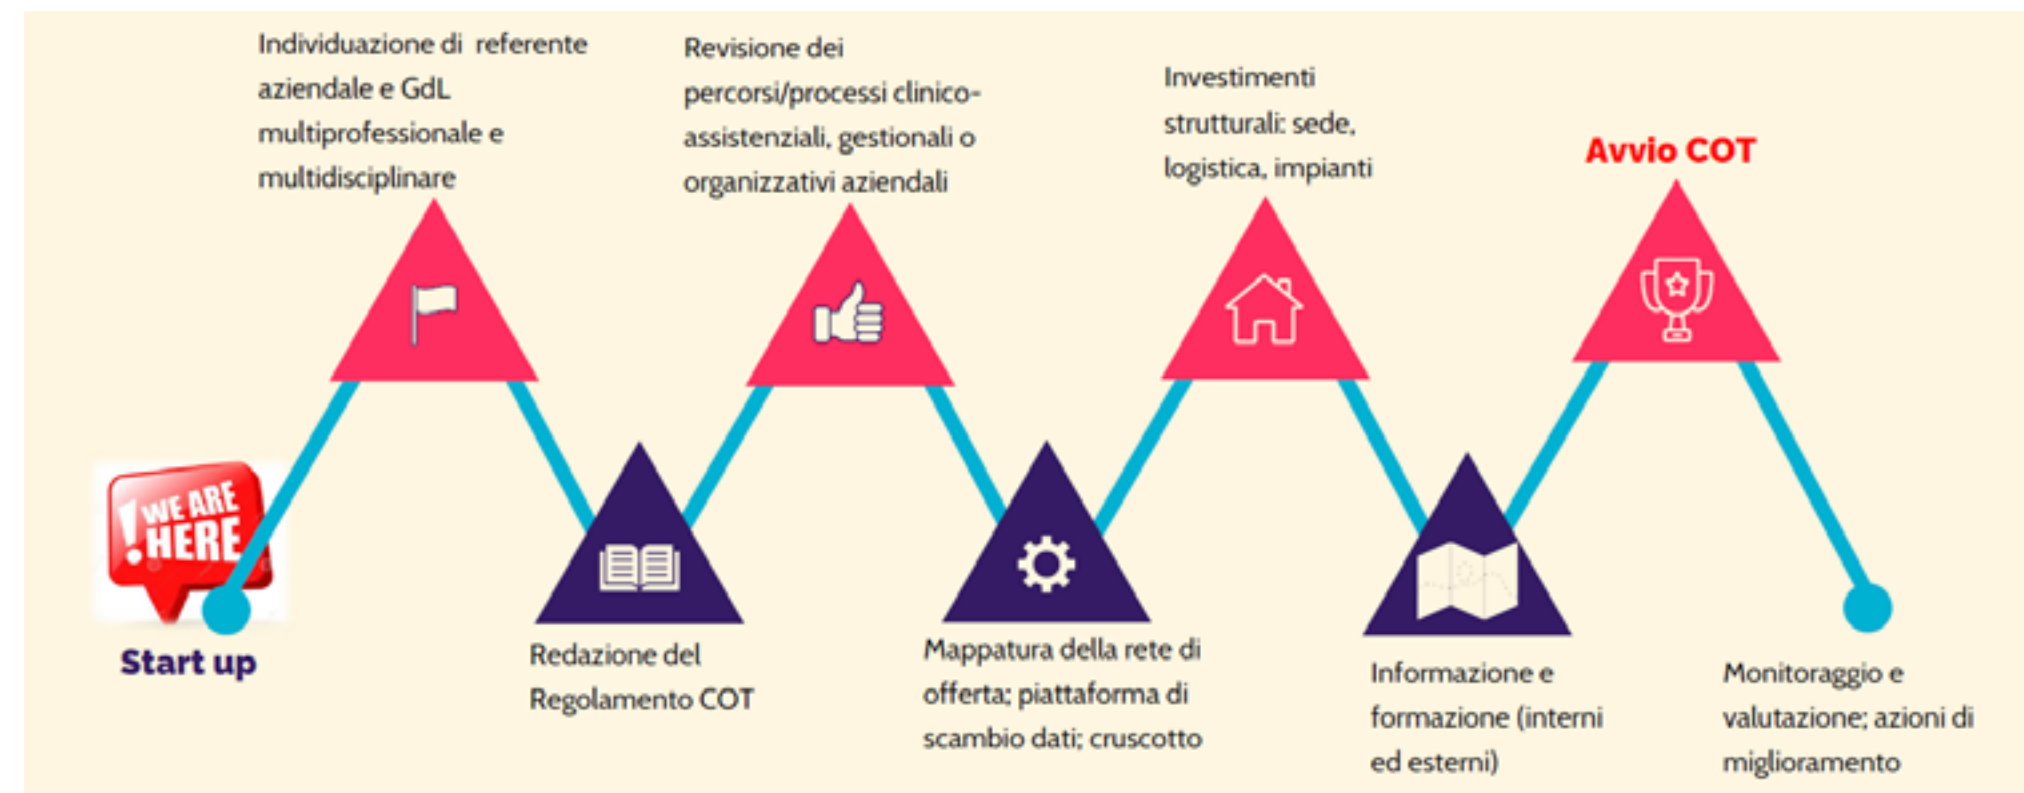 Individuazione di referente
aziendale e GdL
multiprofessionale e
multidisciplinare
Revisione dei
percorsi/processi clinico-
assistenziali, gestionali o
organizzativi aziendali
Investimenti
strutturali: sede,
logistica, impianti
Avvio COT
! WE ARE
HERE
Start up
Redazione del
Regolamento COT
Mappatura della rete di
offerta; piattaforma di
scambio dati; cruscotto
Informazione e
formazione (interni
ed esterni)
Monitoraggio e
valutazione; azioni di
miglioramento